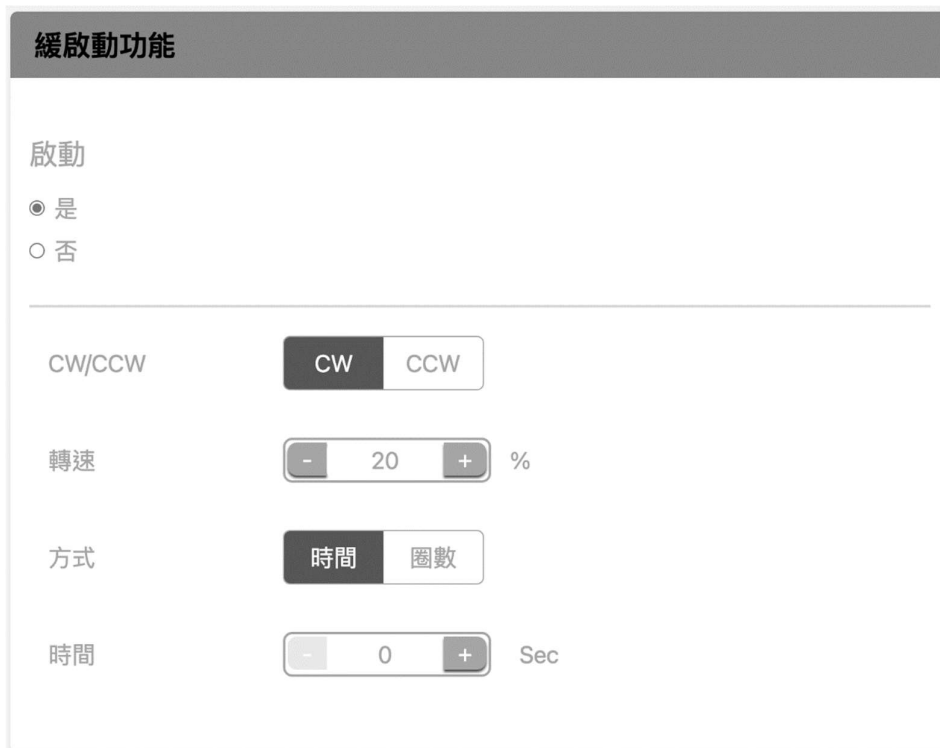 緩啟動功能
啟動
是
否
CW/CCW CW CCW
轉速 - 20 + %
方式 時間 圈數
時間 - 0 + Sec